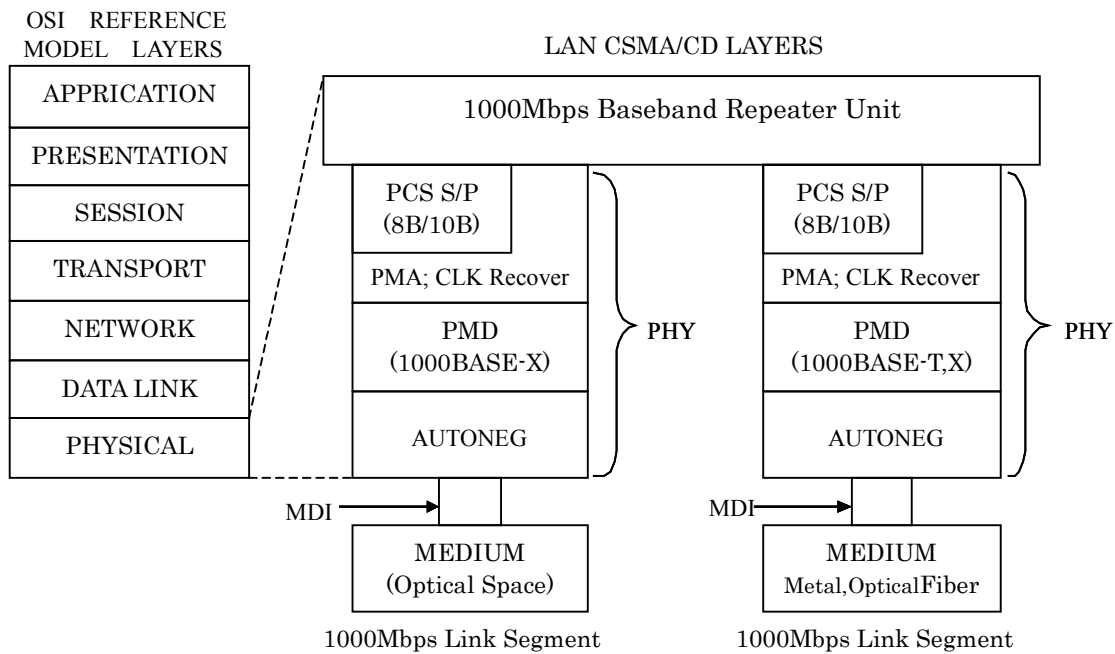 OSI REFERENCE
MODEL LAYERS
APPRICATION
PRESENTATION
SESSION
TRANSPORT
NETWORK
DATA LINK
PHYSICAL
LAN CSMA/CD LAYERS
1000Mbps Baseband Repeater Unit
PCS S/P
(8B/10B)
PMA; CLK Recover
PMD
(1000BASE-X)
AUTONEG
PHY
MDI
MEDIUM
(Optical Space)
1000Mbps Link Segment
PCS S/P
(8B/10B)
PMA; CLK Recover
PMD
(1000BASE-T,X)
AUTONEG
PHY
MDI
MEDIUM
Metal,OpticalFiber
1000Mbps Link Segment